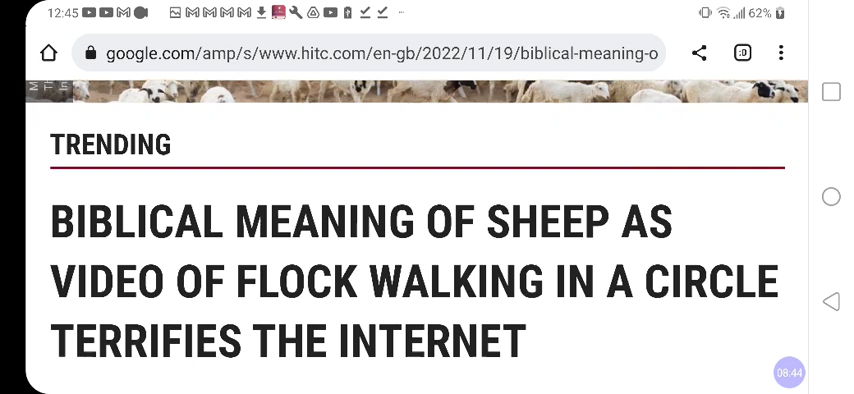 12:45
62%
google.com/amp/s/www.hitc.com/en-gb/2022/11/19/biblical-meaning-o
:D
TRENDING
BIBLICAL MEANING OF SHEEP AS
VIDEO OF FLOCK WALKING IN A CIRCLE
TERRIFIES THE INTERNET
08:44